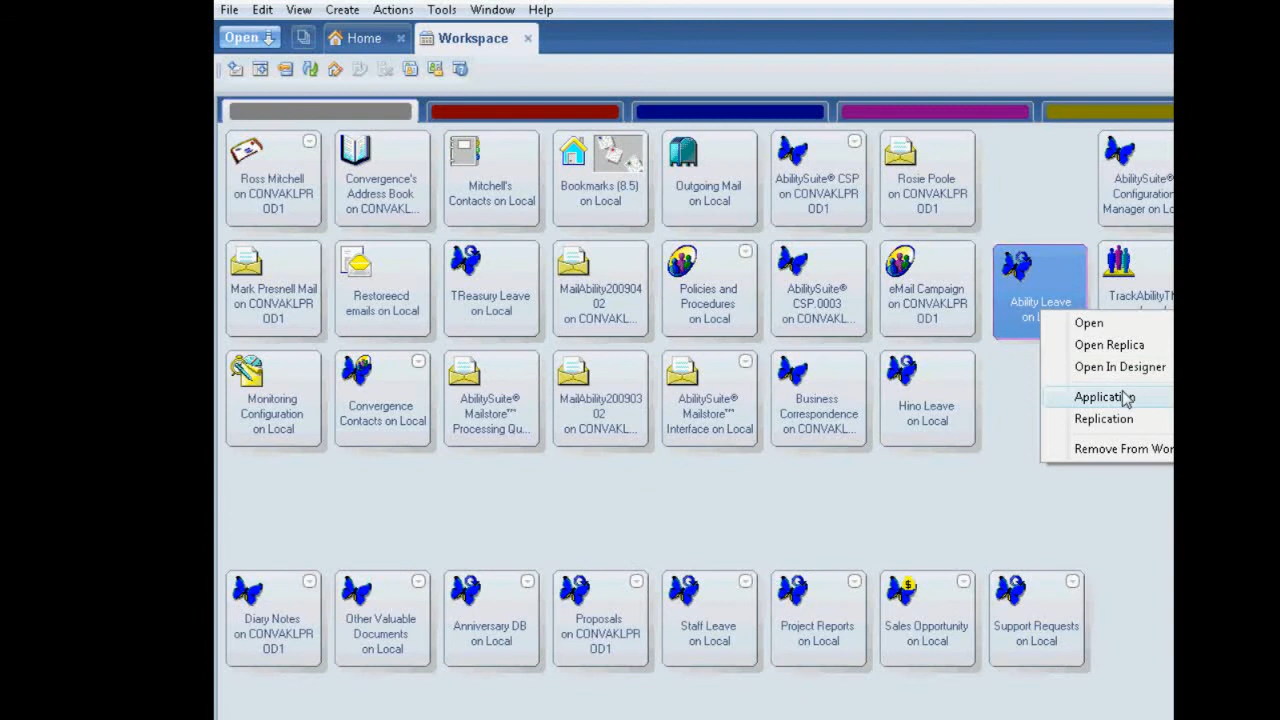 File Edit View Create Actions Tools Window Help
Open Home Workspace
Ross Mitchell
on CONVAKLPR
OD1
Convergence's
Address Book
on CONVAKL...
Mitchell's
Contacts on Local
Bookmarks (8.5)
on Local
Outgoing Mail
on Local
AbilitySuite® CSP
on CONVAKLPR
OD1
Rosie Poole
on CONVAKLPR
OD1
AbilitySuite®
Configuration
Manager on Lo
Mark Presnell Mail
on CONVAKLPR
OD1
Restoreecd
emails on Local
TReasury Leave
on Local
MailAbility200904
02
on CONVAKL...
Policies and
Procedures
on Local
AbilitySuite®
CSP.0003
on CONVAKL...
eMail Campaign
on CONVAKLPR
OD1
Ability Leave
on L
TrackAbilityTh
Open
Open Replica
Open In Designer
Application
Replication
Remove From Wor
Monitoring
Configuration
on Local
Convergence
Contacts on Local
AbilitySuite®
Mailstore™
Processing Qu...
MailAbility200903
02
on CONVAKL...
AbilitySuite®
Mailstore™
Interface on Local
Business
Correspondence
on CONVAKL...
Hino Leave
on Local
Diary Notes
on CONVAKLPR
OD1
Other Valuable
Documents
on Local
Anniversary DB
on Local
Proposals
on CONVAKLPR
OD1
Staff Leave
on Local
Project Reports
on Local
Sales Opportunity
on Local
Support Requests
on Local